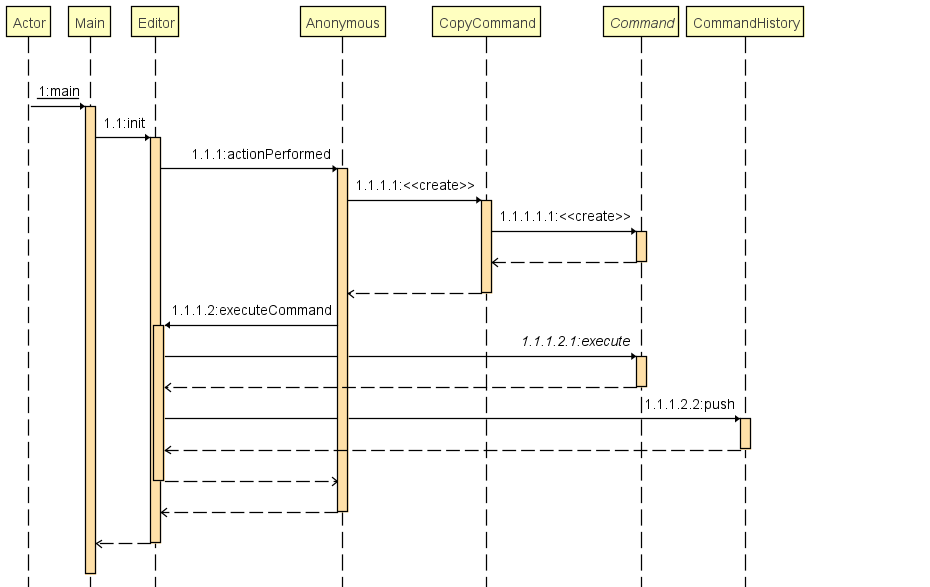 Actor Main Editor Anonymous CopyCommand Command CommandHistory
1:main
1.1:init
1.1.1:actionPerformed
1.1.1.1:<<create>>
1.1.1.1.1:<<create>>
1.1.1.2:executeCommand
1.1.1.2.1:execute
1.1.1.2.2:push